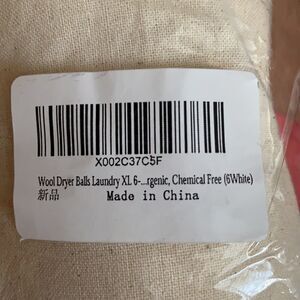 X002C37C5F
Wool Dryer Balls Laundry XL 6-...rgenic, Chemical Free (6White)
新品
Made in China